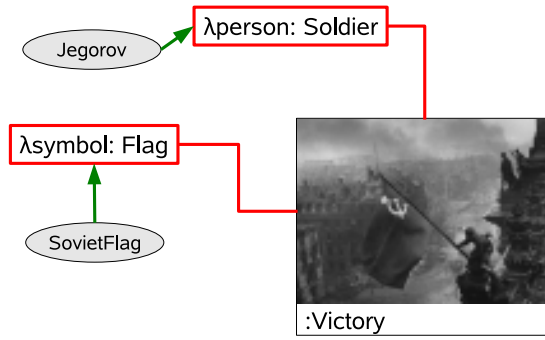 λperson: Soldier
Jegorov
λsymbol: Flag
SovietFlag
:Victory